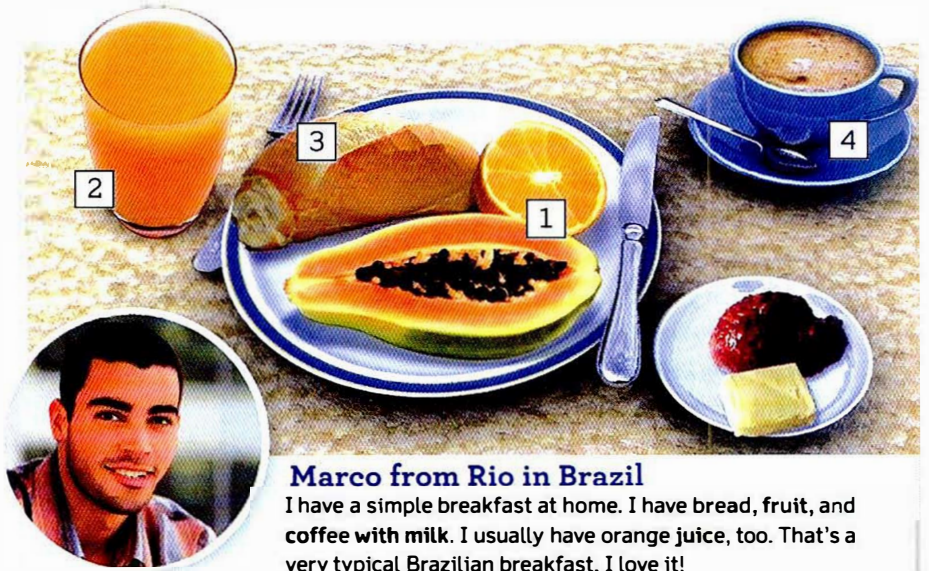 3
2
1
4
Marco from Rio in Brazil
I have a simple breakfast at home. I have bread, fruit, and
coffee with milk. I usually have orange juice, too. That's a
very typical Brazilian breakfast. I love it!